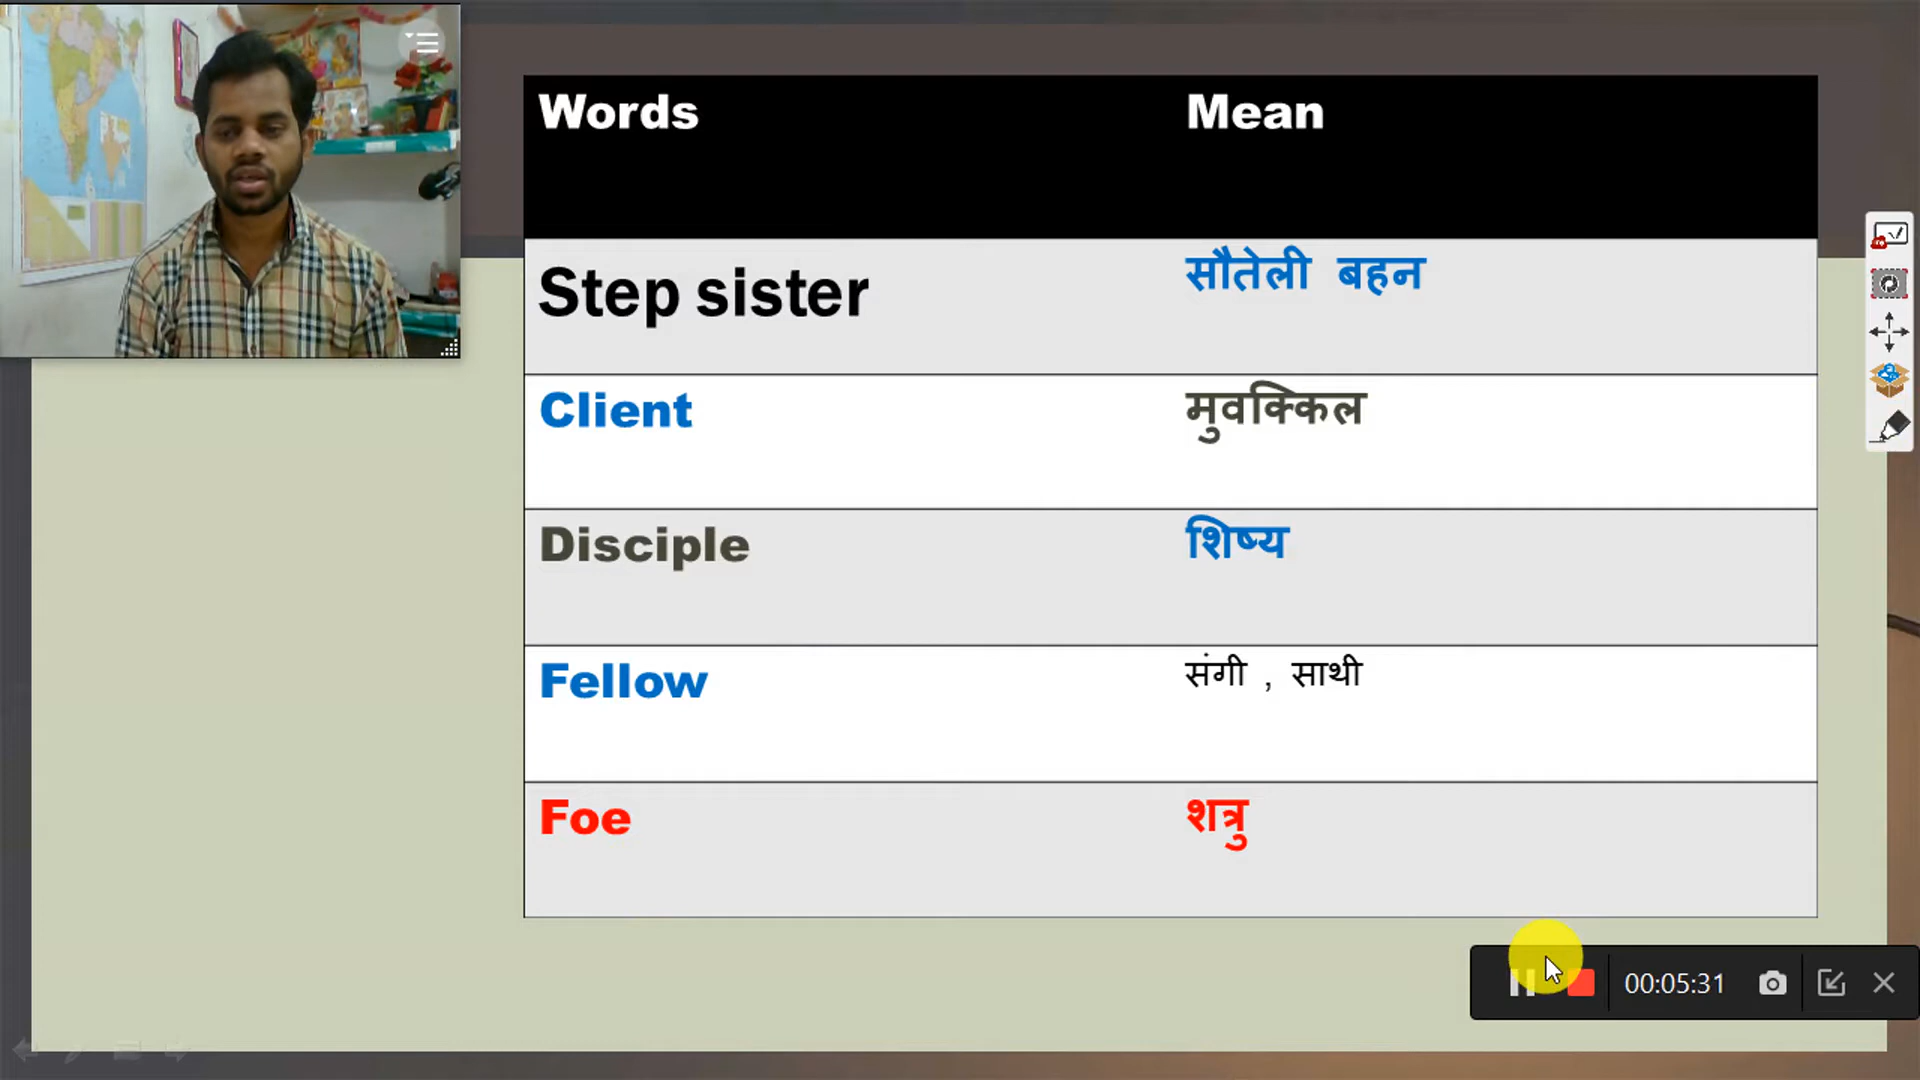 Words Mean
Step sister सौतेली बहन
Client मुवक्किल
Disciple शिष्य
Fellow संगी , साथी
Foe शत्रु
00:05:31